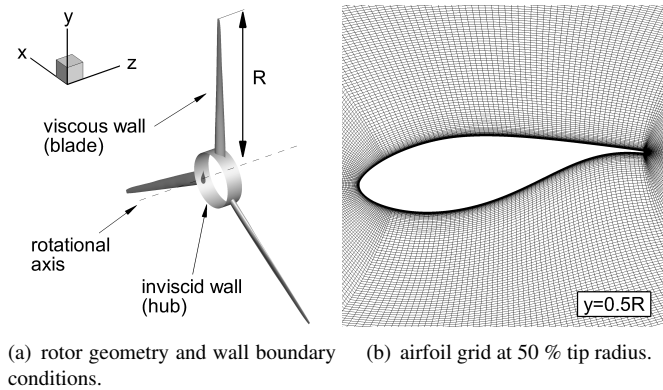 y
x
z
R
viscous wall
(blade)
rotational
axis
inviscid wall
(hub)
y=0.5R
(a) rotor geometry and wall boundary
conditions.
(b) airfoil grid at 50 % tip radius.